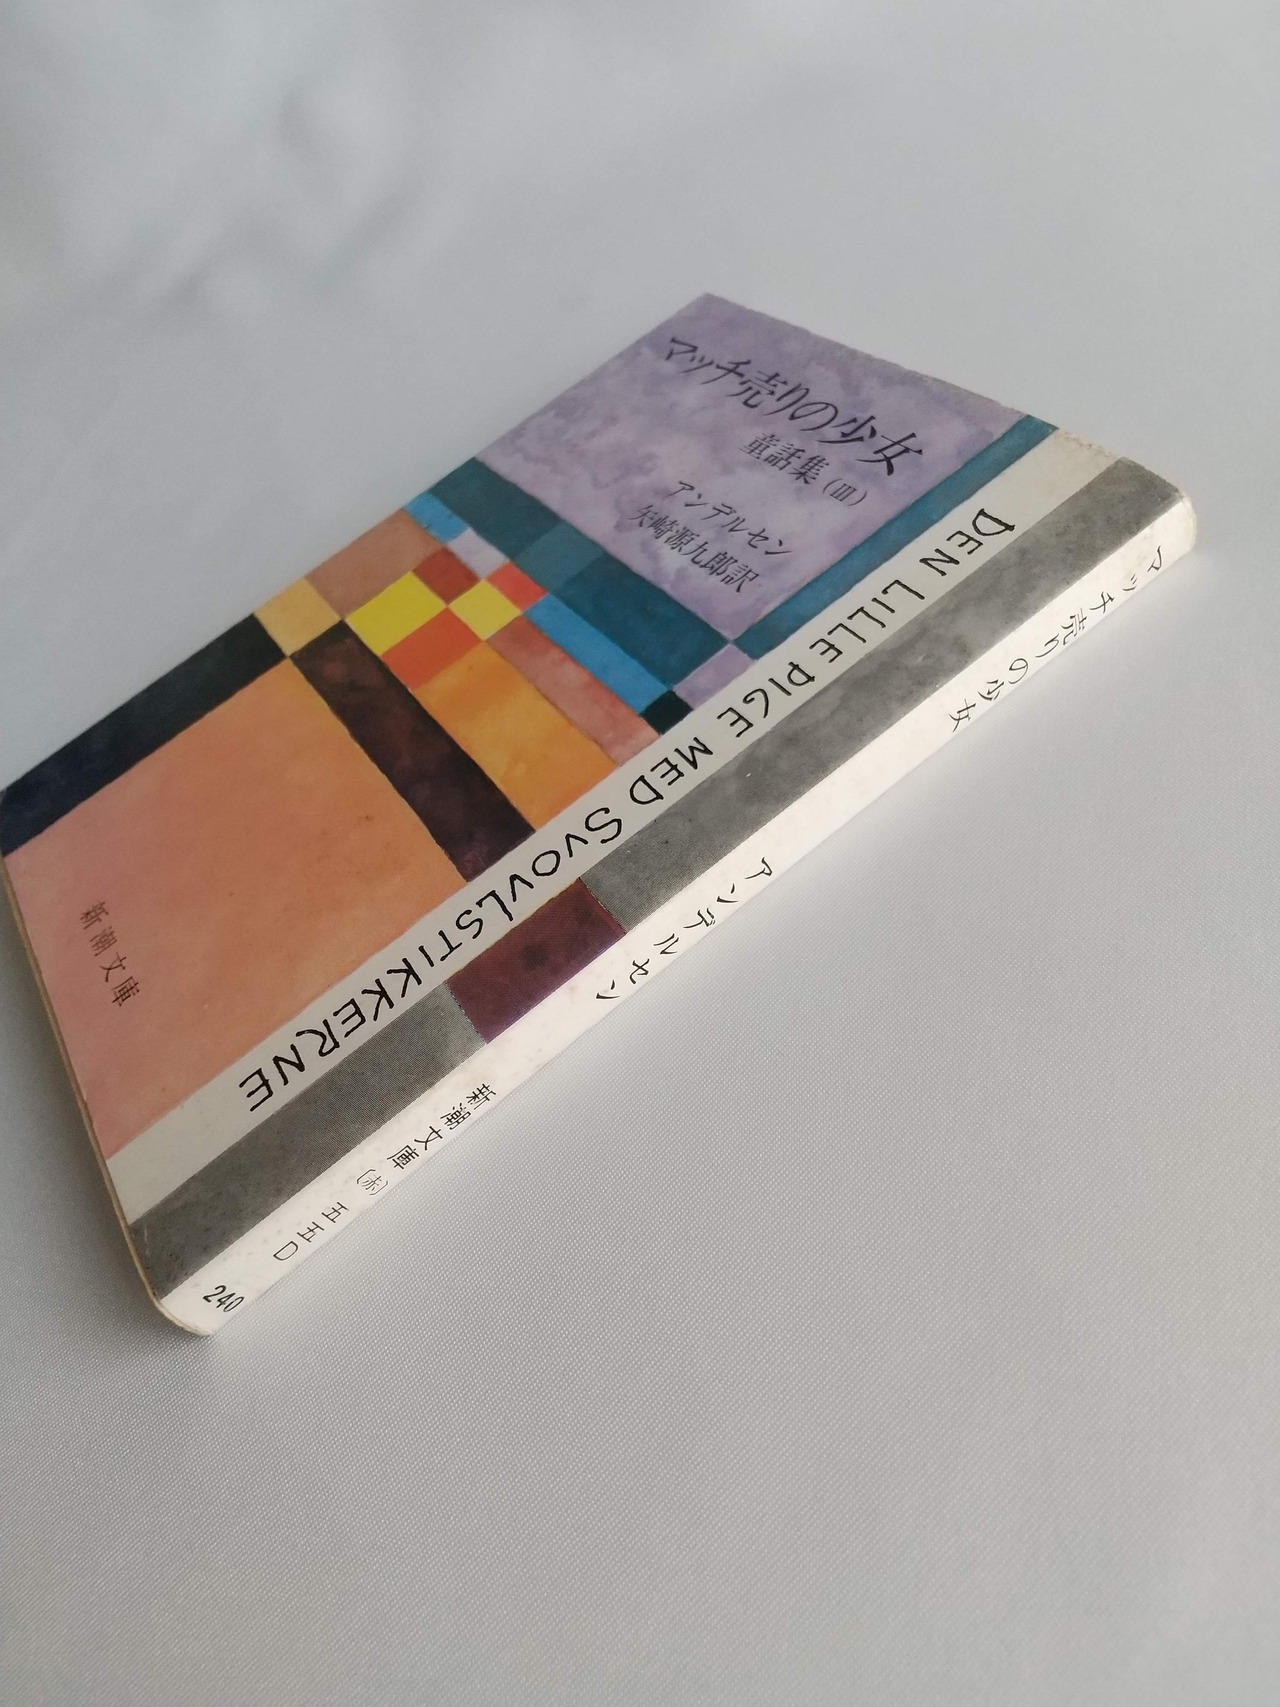 マッチ売りの少女
童話集(III)
アンデルセン
矢崎源九郎訳
DEN LILLE PIGE MED SVOVLSTIKKERNE
新潮文庫
マッチ売りの少女 アンデルセン 新潮文庫(赤) 五五D
240